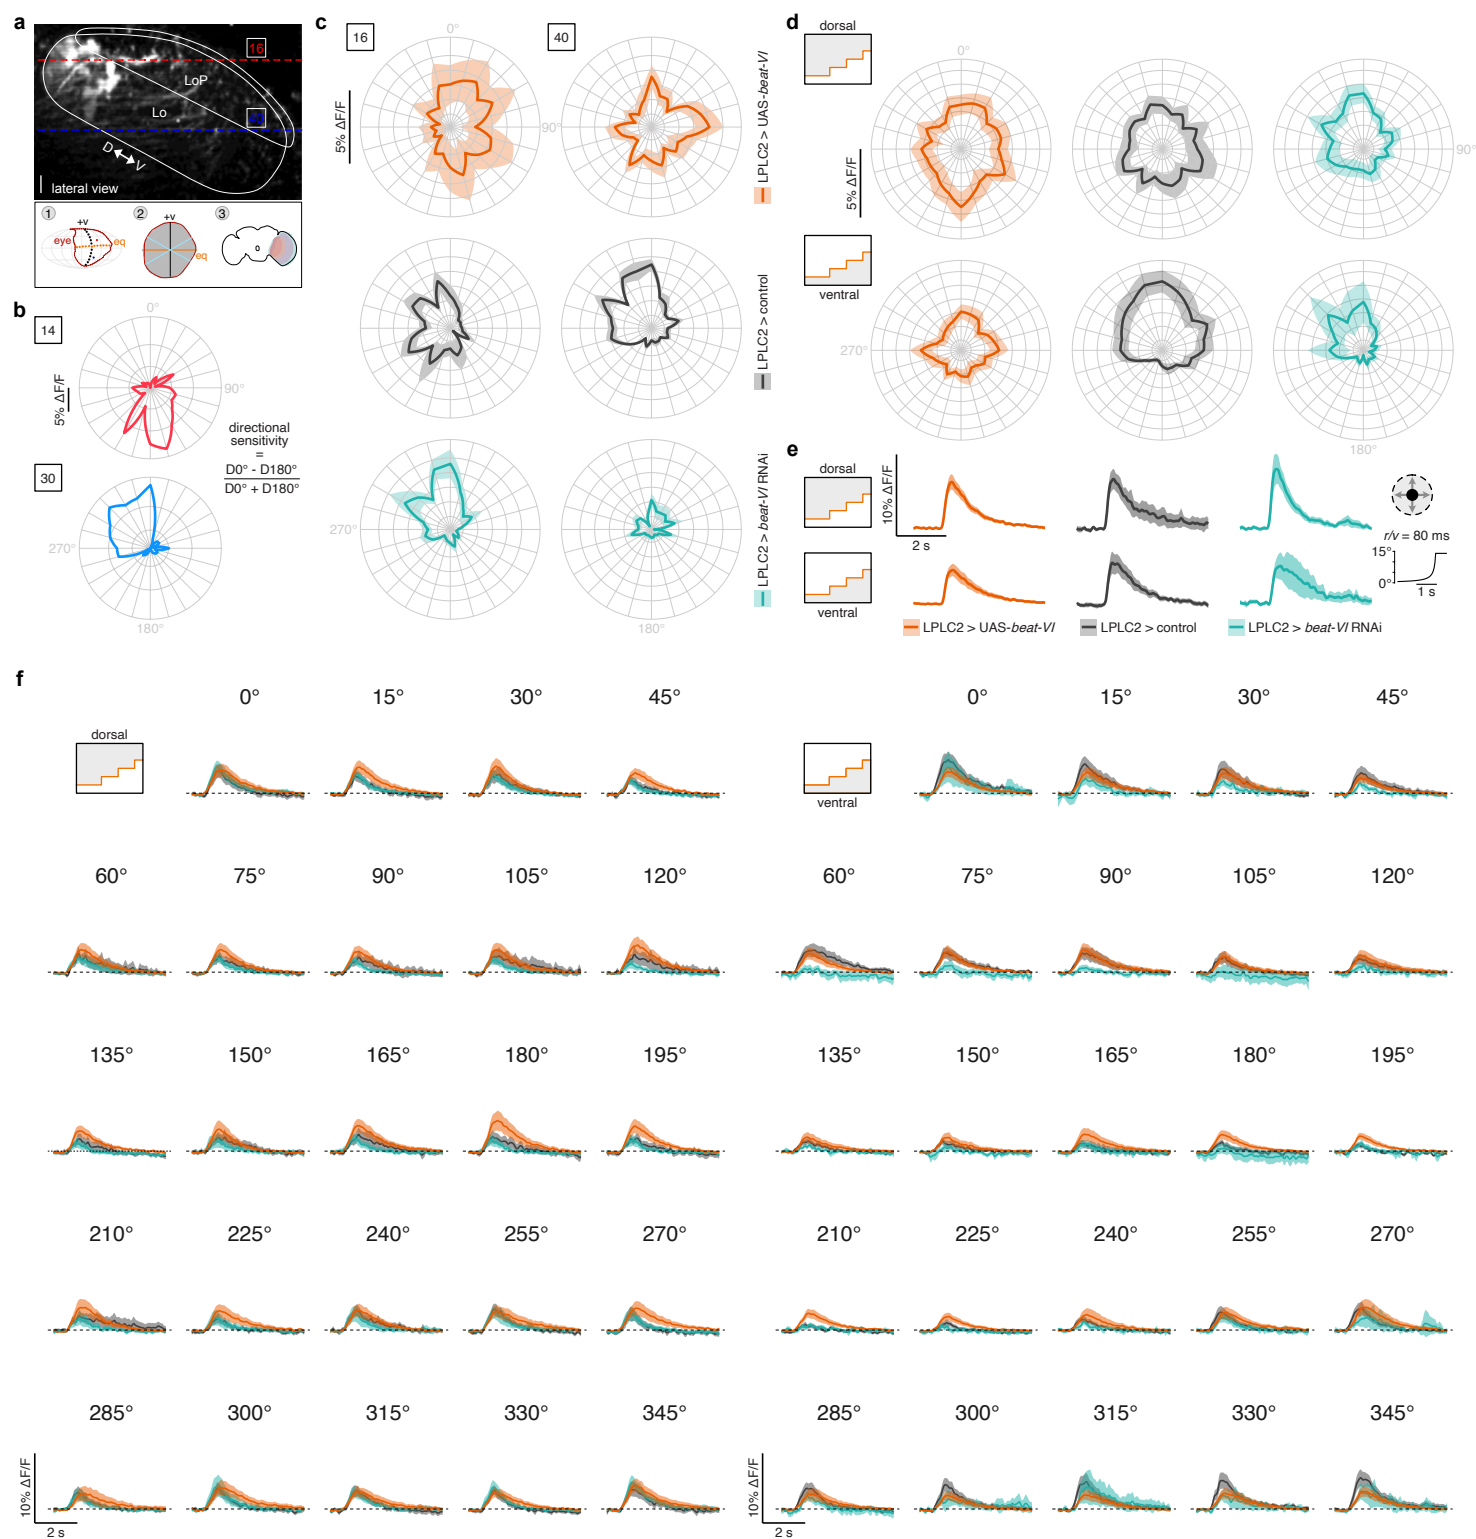 a
16
LoP
Lo
40
D
V
lateral view
1
2
3
+v
eye
eq
+v
eq
b
0°
14
90°
5% ΔF/F
directional
sensitivity
=
D0° - D180°
D0° + D180°
30
270°
180°
c
16
0°
40
5% ΔF/F
90°
LPLC2 > UAS-beat-VI
LPLC2 > control
LPLC2 > beat-VI RNAi
270°
180°
d
dorsal
0°
90°
5% ΔF/F
ventral
270°
180°
e
dorsal
10% ΔF/F
2 s
r/v = 80 ms
15°
0°
1 s
ventral
LPLC2 > UAS-beat-VI
LPLC2 > control
LPLC2 > beat-VI RNAi
f
0° 15° 30° 45° 0° 15° 30° 45°
dorsal
ventral
60° 75° 90° 105° 120° 60° 75° 90° 105° 120°
135° 150° 165° 180° 195° 135° 150° 165° 180° 195°
210° 225° 240° 255° 270° 210° 225° 240° 255° 270°
285° 300° 315° 330° 345° 285° 300° 315° 330° 345°
10% ΔF/F
2 s
10% ΔF/F
2 s